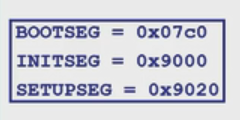 BOOTSEG = 0x07c0
INITSEG = 0x9000
SETUPSEG = 0x9020